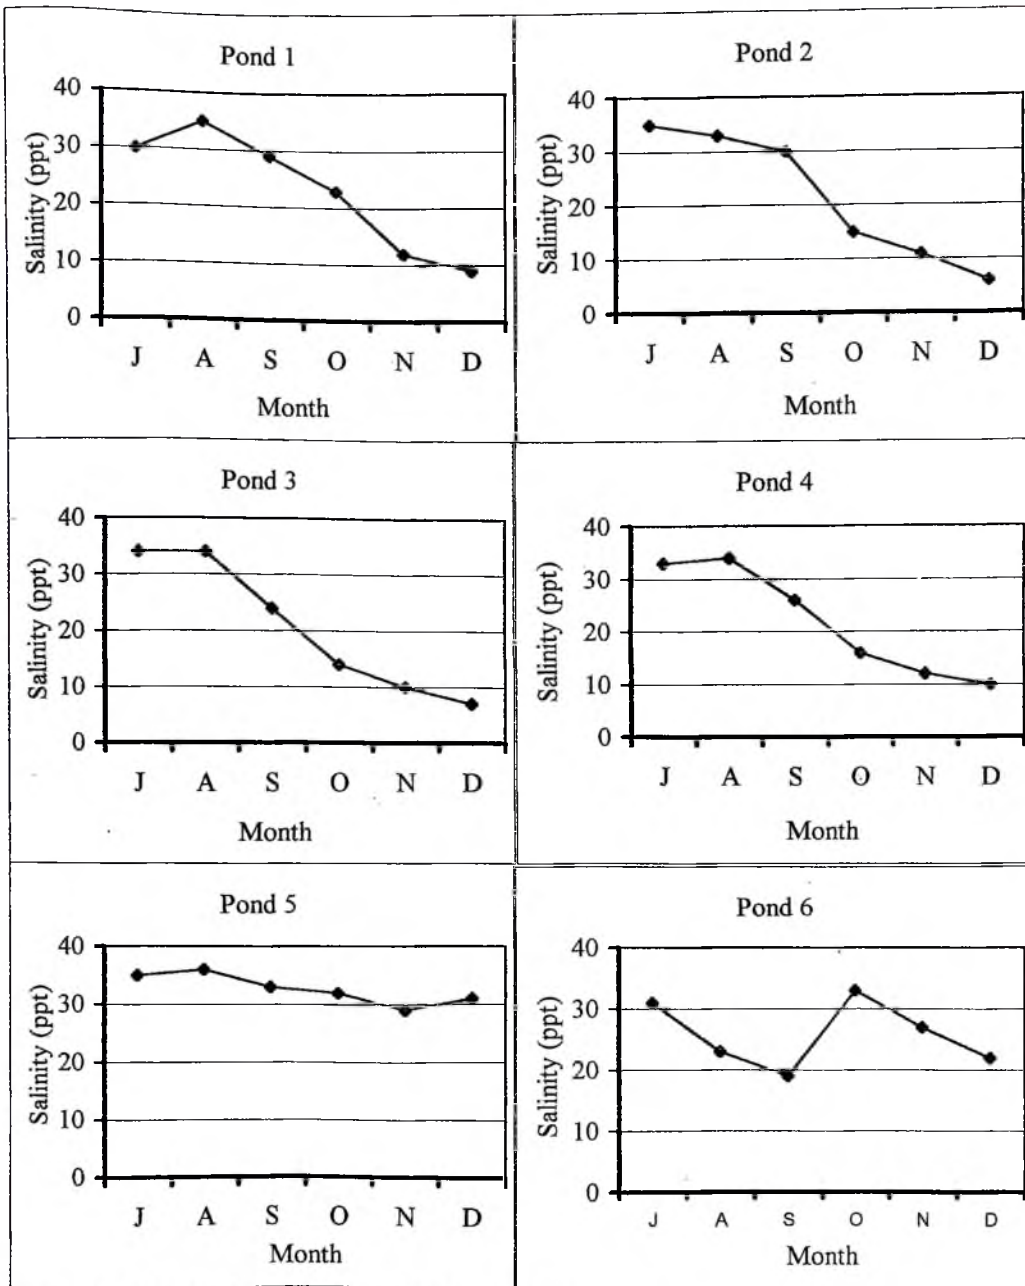 Pond 1
40
30
20
10
0
Salinity (ppt)
J A S O N D
Month
Pond 2
40
30
20
10
0
Salinity (ppt)
J A S O N D
Month
Pond 3
40
30
20
10
0
Salinity (ppt)
J A S O N D
Month
Pond 4
40
30
20
10
0
Salinity (ppt)
J A S O N D
Month
Pond 5
40
30
20
10
0
Salinity (ppt)
J A S O N D
Month
Pond 6
40
30
20
10
0
Salinity (ppt)
J A S O N D
Month